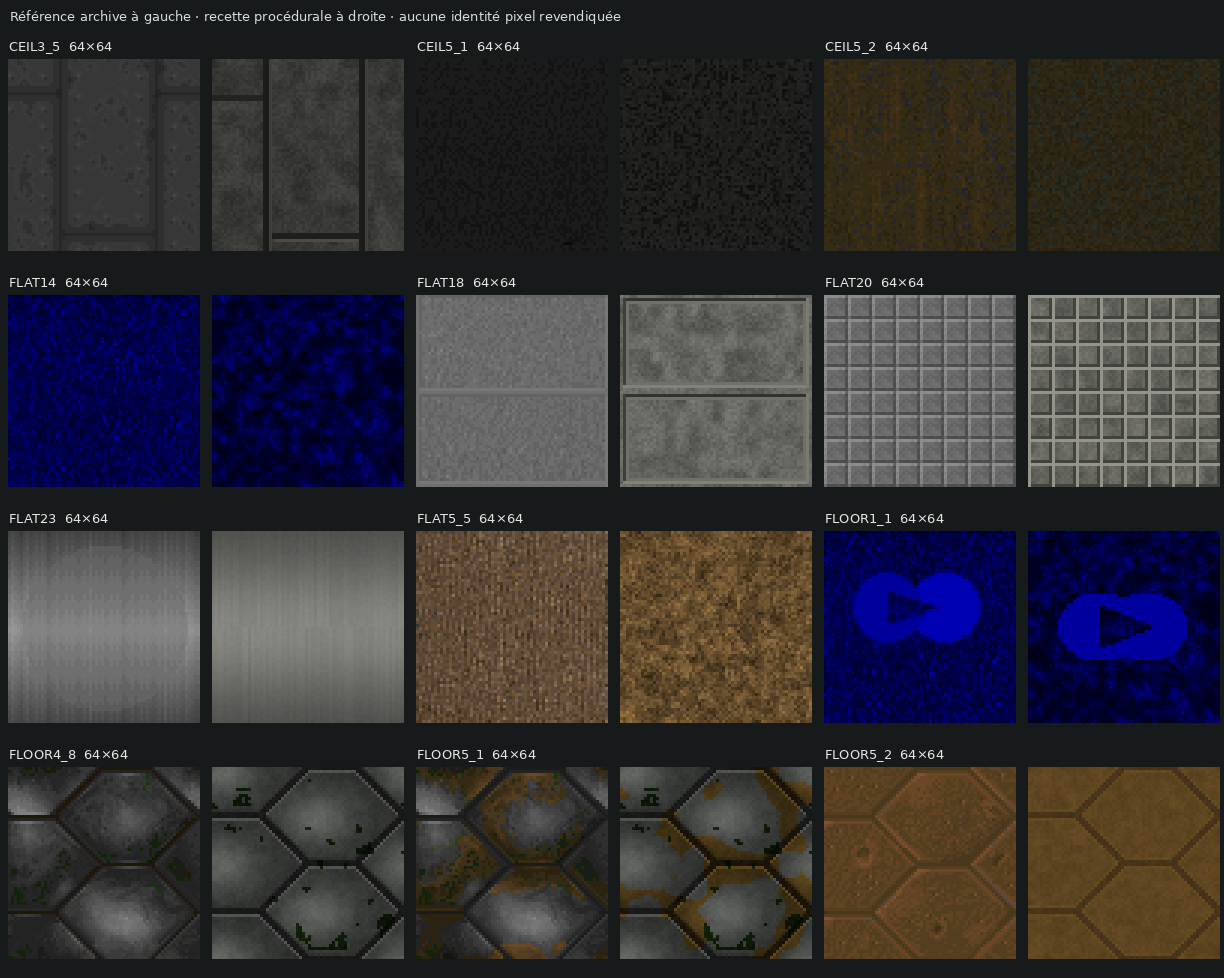 Référence archive à gauche · recette procédurale à droite · aucune identité pixel revendiquée
CEIL3_5 64×64
CEIL5_1 64×64
CEIL5_2 64×64
FLAT14 64×64
FLAT18 64×64
FLAT20 64×64
FLAT23 64×64
FLAT5_5 64×64
FLOOR1_1 64×64
FLOOR4_8 64×64
FLOOR5_1 64×64
FLOOR5_2 64×64